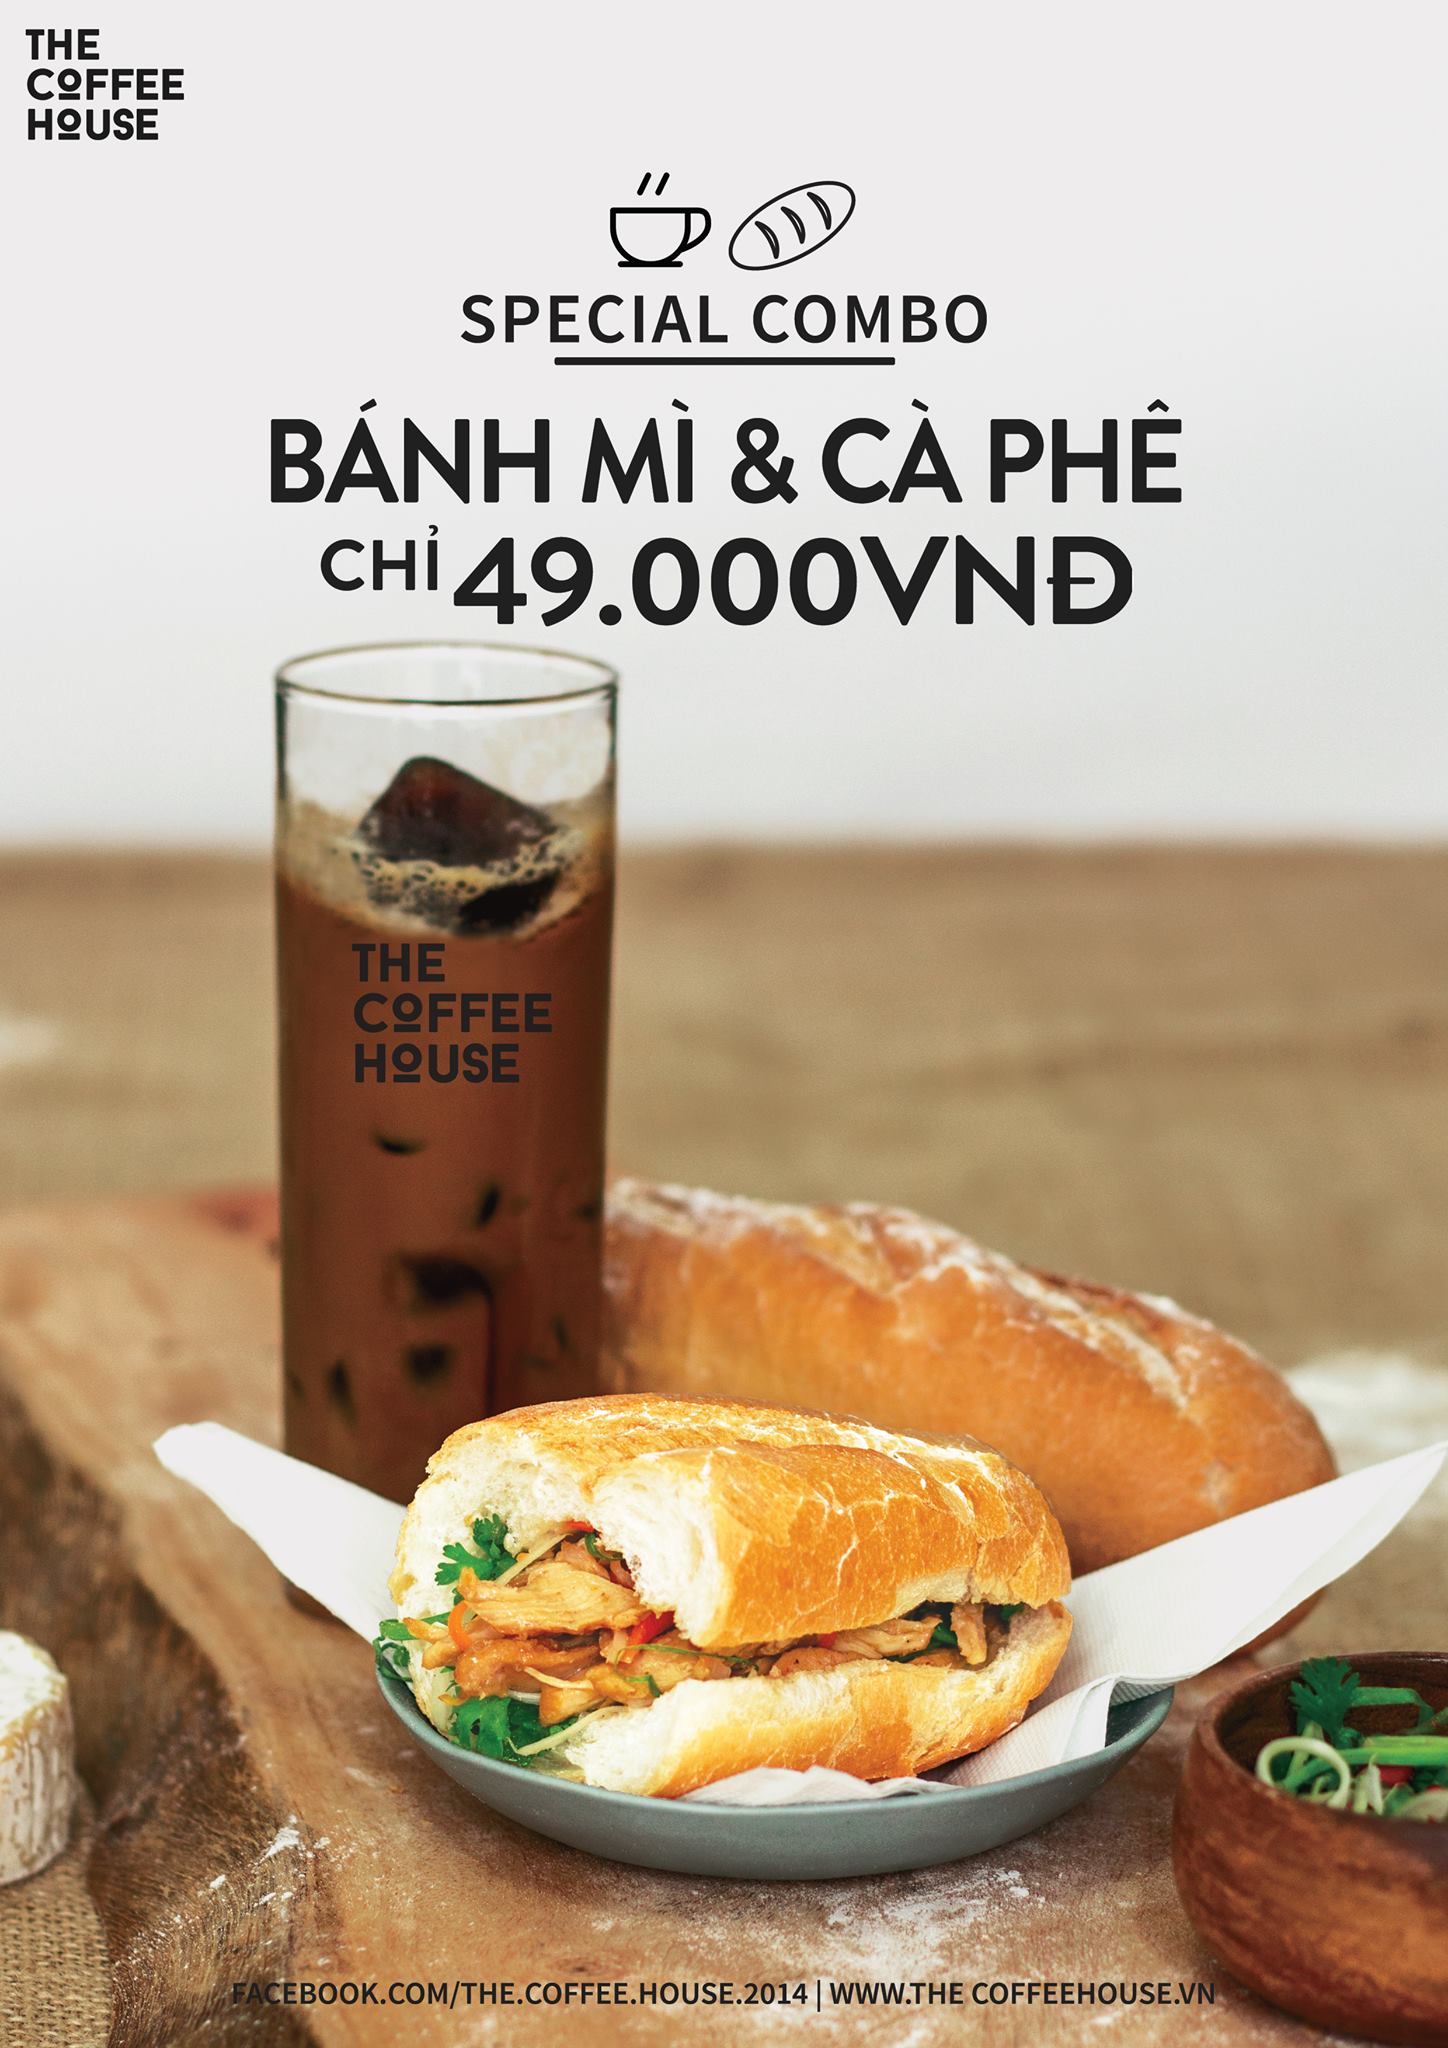 THE
COFFEE
HOUSE
SPECIAL COMBO
BÁNH MÌ & CÀ PHÊ
CHỈ 49.000VNĐ
THE
COFFEE
HOUSE
FACEBOOK.COM/THE.COFFEE.HOUSE.2014 | WWW.THE COFFEEHOUSE.VN